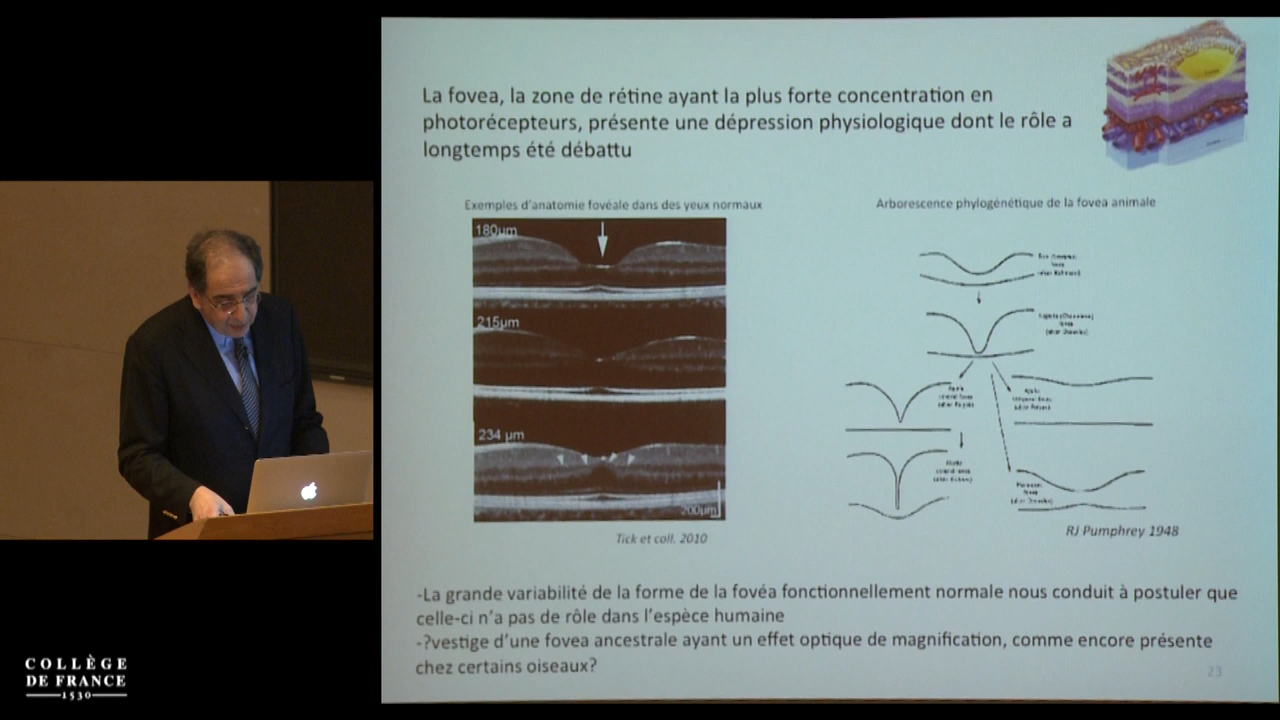 La fovea, la zone de rétine ayant la plus forte concentration en
photorécepteurs, présente une dépression physiologique dont le rôle a
longtemps été débattu
Exemples d'anatomie fovéale dans des yeux normaux
Arborescence phylogénétique de la fovea animale
180µm
215µm
234 µm
200µm
Tick et coll. 2010
RJ Pumphrey 1948
-La grande variabilité de la forme de la fovéa fonctionnellement normale nous conduit à postuler que
celle-ci n'a pas de rôle dans l'espèce humaine
-?vestige d'une fovea ancestrale ayant un effet optique de magnification, comme encore présente
chez certains oiseaux?
23
COLLÈGE
DE FRANCE
1530